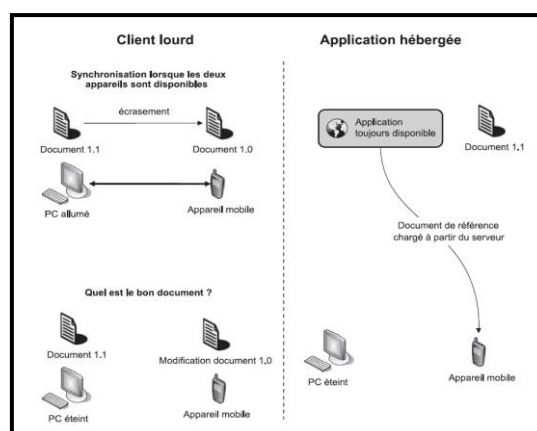 Client lourd
Synchronisation lorsque les deux
appareils sont disponibles
écrasement
Document 1.1
Document 1.0
PC allumé
Appareil mobile
Quel est le bon document ?
Document 1.1
Modification document 1.0
PC éteint
Appareil mobile
Application hébergée
Application
toujours disponible
Document 1.1
Document de référence
chargé à partir du serveur
PC éteint
Appareil mobile